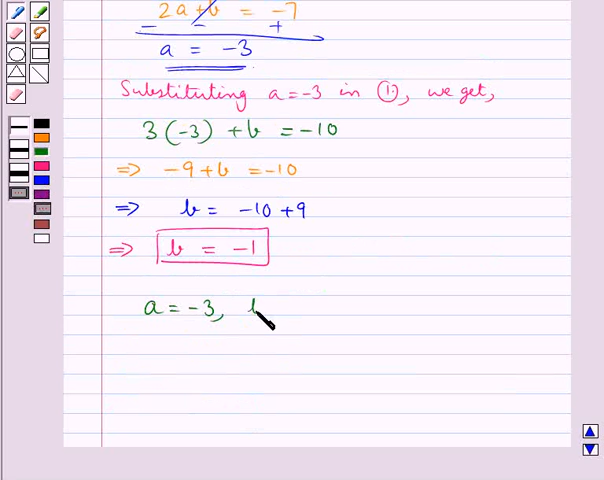 2a + b = -7
- - +
a = -3
Substituting a = -3 in ①, we get,
3(-3) + b = -10
⇒ -9 + b = -10
⇒ b = -10 + 9
⇒ b = -1
a = -3, b